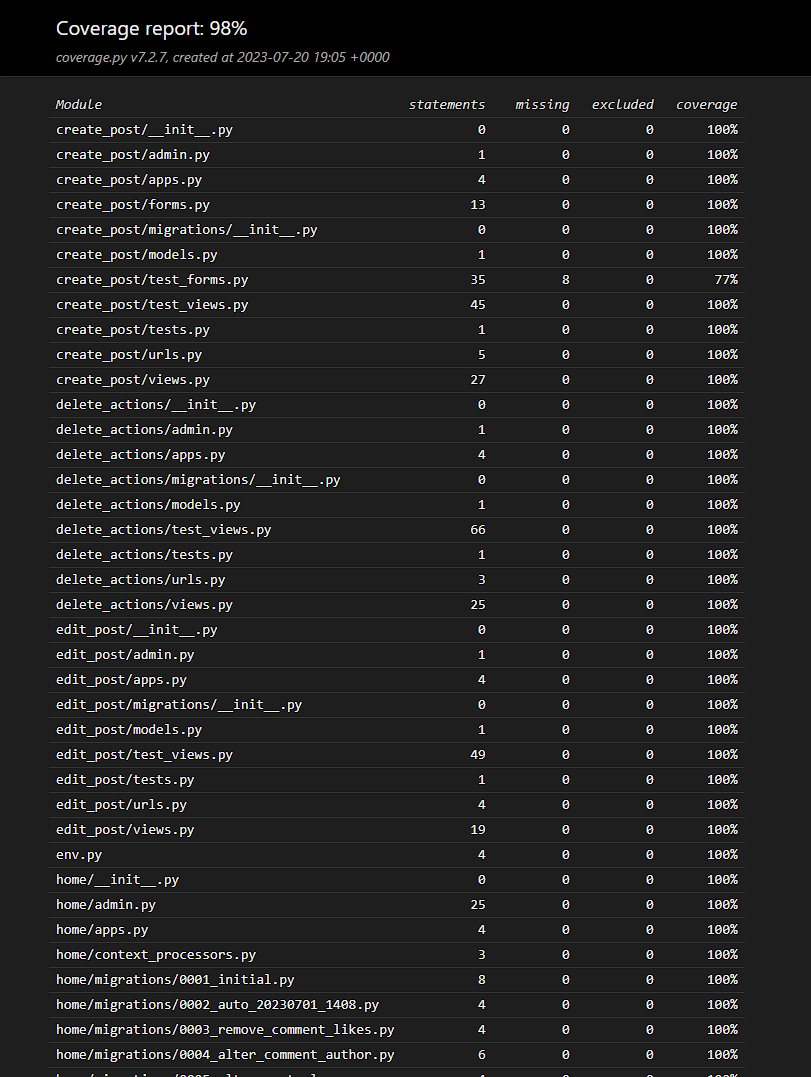 Coverage report: 98%
coverage.py v7.2.7, created at 2023-07-20 19:05 +0000
Module statements missing excluded coverage
create_post/__init__.py 0 0 0 100%
create_post/admin.py 1 0 0 100%
create_post/apps.py 4 0 0 100%
create_post/forms.py 13 0 0 100%
create_post/migrations/__init__.py 0 0 0 100%
create_post/models.py 1 0 0 100%
create_post/test_forms.py 35 8 0 77%
create_post/test_views.py 45 0 0 100%
create_post/tests.py 1 0 0 100%
create_post/urls.py 5 0 0 100%
create_post/views.py 27 0 0 100%
delete_actions/__init__.py 0 0 0 100%
delete_actions/admin.py 1 0 0 100%
delete_actions/apps.py 4 0 0 100%
delete_actions/migrations/__init__.py 0 0 0 100%
delete_actions/models.py 1 0 0 100%
delete_actions/test_views.py 66 0 0 100%
delete_actions/tests.py 1 0 0 100%
delete_actions/urls.py 3 0 0 100%
delete_actions/views.py 25 0 0 100%
edit_post/__init__.py 0 0 0 100%
edit_post/admin.py 1 0 0 100%
edit_post/apps.py 4 0 0 100%
edit_post/migrations/__init__.py 0 0 0 100%
edit_post/models.py 1 0 0 100%
edit_post/test_views.py 49 0 0 100%
edit_post/tests.py 1 0 0 100%
edit_post/urls.py 4 0 0 100%
edit_post/views.py 19 0 0 100%
env.py 4 0 0 100%
home/__init__.py 0 0 0 100%
home/admin.py 25 0 0 100%
home/apps.py 4 0 0 100%
home/context_processors.py 3 0 0 100%
home/migrations/0001_initial.py 8 0 0 100%
home/migrations/0002_auto_20230701_1408.py 4 0 0 100%
home/migrations/0003_remove_comment_likes.py 4 0 0 100%
home/migrations/0004_alter_comment_author.py 6 0 0 100%